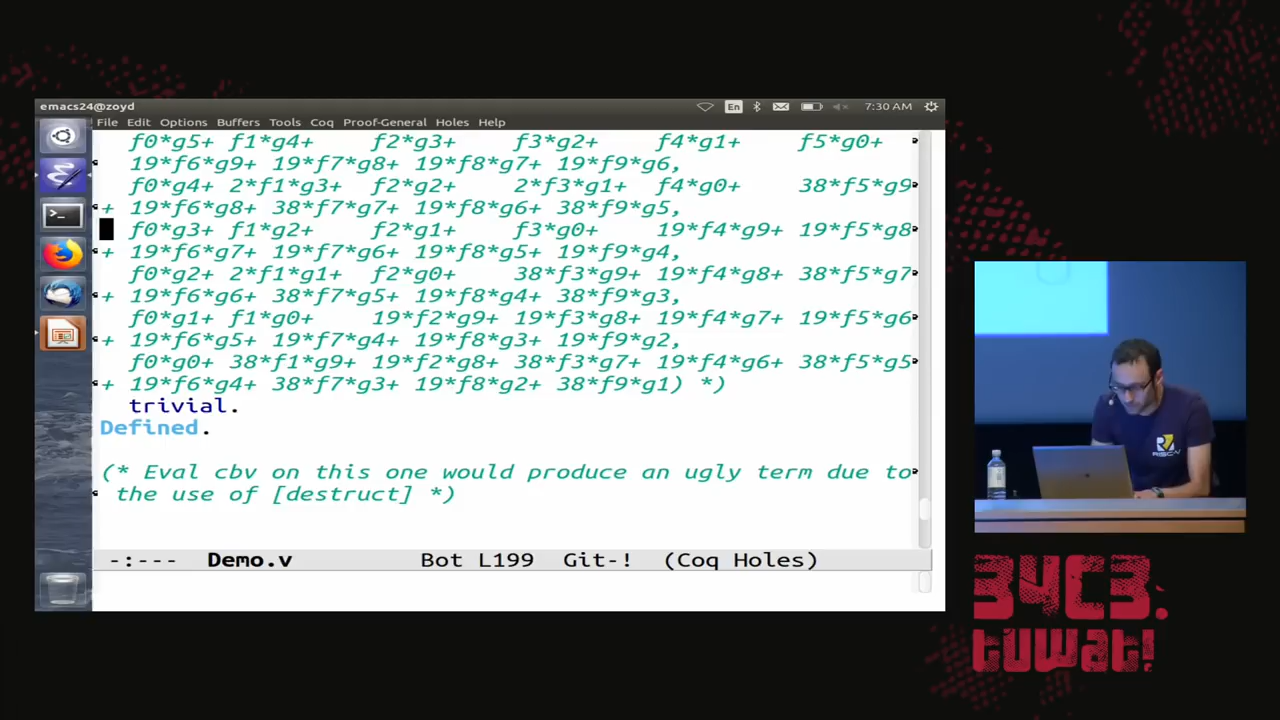 emacs24@zoyd
En
7:30 AM
File Edit Options Buffers Tools Coq Proof-General Holes Help
f0*g5+ f1*g4+ f2*g3+ f3*g2+ f4*g1+ f5*g0+
19*f6*g9+ 19*f7*g8+ 19*f8*g7+ 19*f9*g6,
f0*g4+ 2*f1*g3+ f2*g2+ 2*f3*g1+ f4*g0+ 38*f5*g9
+ 19*f6*g8+ 38*f7*g7+ 19*f8*g6+ 38*f9*g5,
f0*g3+ f1*g2+ f2*g1+ f3*g0+ 19*f4*g9+ 19*f5*g8
+ 19*f6*g7+ 19*f7*g6+ 19*f8*g5+ 19*f9*g4,
f0*g2+ 2*f1*g1+ f2*g0+ 38*f3*g9+ 19*f4*g8+ 38*f5*g7
+ 19*f6*g6+ 38*f7*g5+ 19*f8*g4+ 38*f9*g3,
f0*g1+ f1*g0+ 19*f2*g9+ 19*f3*g8+ 19*f4*g7+ 19*f5*g6
+ 19*f6*g5+ 19*f7*g4+ 19*f8*g3+ 19*f9*g2,
f0*g0+ 38*f1*g9+ 19*f2*g8+ 38*f3*g7+ 19*f4*g6+ 38*f5*g5
+ 19*f6*g4+ 38*f7*g3+ 19*f8*g2+ 38*f9*g1) *)
trivial.
Defined.
(* Eval cbv on this one would produce an ugly term due to
the use of [destruct] *)
-:--- Demo.v Bot L199 Git-! (Coq Holes)
RISC-V
34C3.
tuwat!